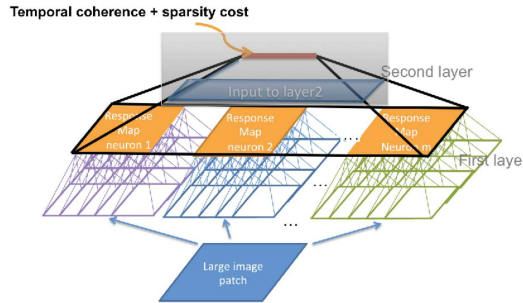 Temporal coherence + sparsity cost
Second layer
Input to layer2
Response
Map
neuron 1
Response
Map
neuron 2
...
Response
Map
Neuron m
First laye
...
...
Large image
patch